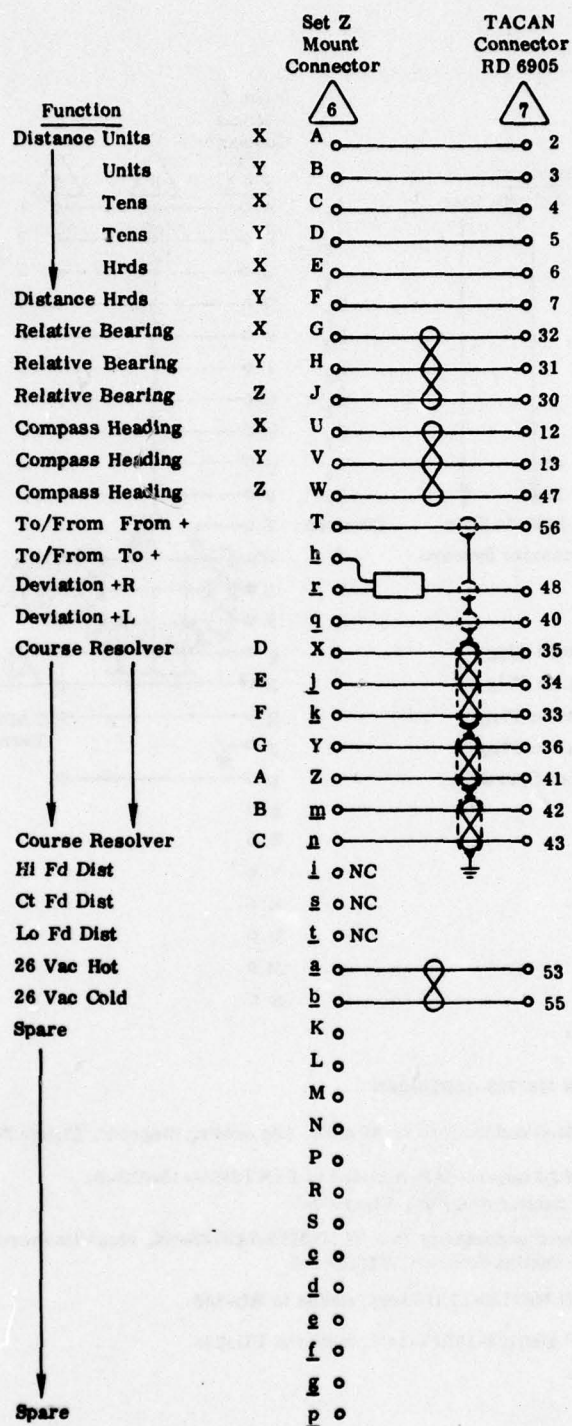 Set Z TACAN
Mount Connector
Connector RD 6905
Function 6 7
Distance Units X A 2
Units Y B 3
Tens X C 4
Tens Y D 5
Hrds X E 6
Distance Hrds Y F 7
Relative Bearing X G 32
Relative Bearing Y H 31
Relative Bearing Z J 30
Compass Heading X U 12
Compass Heading Y V 13
Compass Heading Z W 47
To/From From + T 56
To/From To + h
Deviation +R r 48
Deviation +L q 40
Course Resolver D X 35
E j 34
F k 33
G Y 36
A Z 41
B m 42
Course Resolver C n 43
Hi Fd Dist i NC
Ct Fd Dist s NC
Lo Fd Dist t NC
26 Vac Hot a 53
26 Vac Cold b 55
Spare K
L
M
N
P
R
S
c
d
e
f
g
Spare p